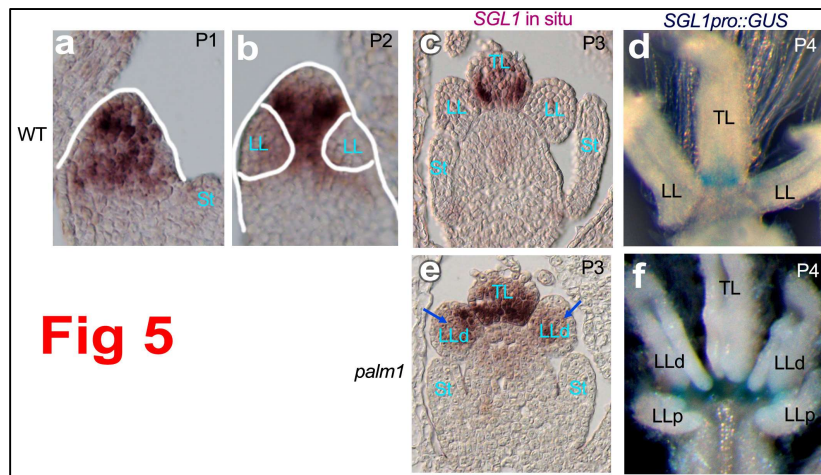 SGL1 in situ SGL1pro::GUS
a P1 b P2 c P3 d P4
WT
TL TL
LL LL LL LL
St St St LL LL
e P3 f P4
Fig 5
TL TL
LLd LLd LLd LLd
palm1
St St LLp LLp